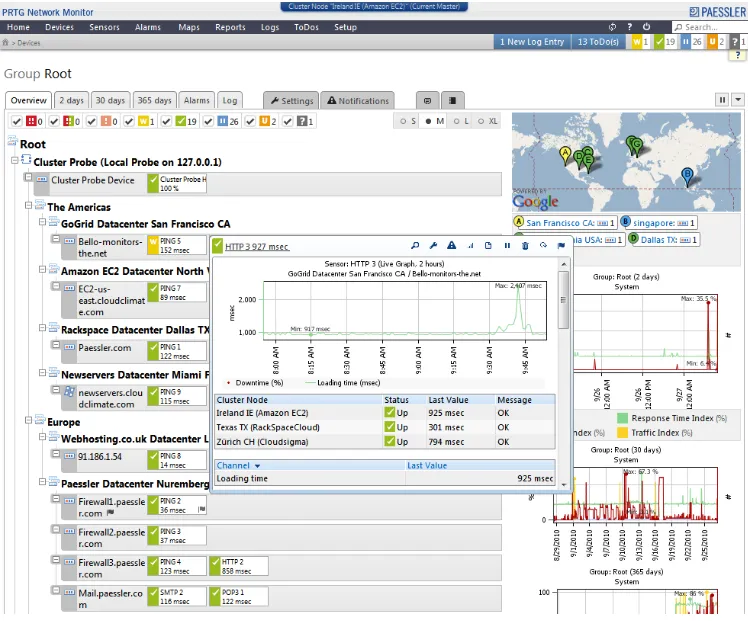 Cluster Node "Ireland IE (Amazon EC2)" (Current Master)
PRTG Network Monitor
PAESSLER
Home Devices Sensors Alarms Maps Reports Logs ToDos Setup
Search...
> Devices
1 New Log Entry 13 ToDo(s) W 1 19 26 U 2 ? 1
?
Group Root
Overview 2 days 30 days 365 days Alarms Log Settings Notifications
!! 0 !! 0 !! 0 W 1 19 26 U 2 ? 1
S M L XL
Root
Cluster Probe (Local Probe on 127.0.0.1)
Cluster Probe Device
Cluster Probe H
100 %
The Americas
GoGrid Datacenter San Francisco CA
Bello-monitors-the.net
W PING 5
152 msec
Amazon EC2 Datacenter North
EC2-us-east.cloudclimate.com
PING 7
89 msec
Rackspace Datacenter Dallas TX
Paessler.com
PING 1
122 msec
Newservers Datacenter Miami F
newservers.cloudclimate.com
PING 9
115 msec
Europe
Webhosting.co.uk Datacenter L
91.186.1.54
PING 8
14 msec
Paessler Datacenter Nuremberg
Firewall1.paessler.com
PING 2
36 msec
Firewall2.paessler.com
PING 3
37 msec
Firewall3.paessler.com
PING 4
123 msec
HTTP 2
858 msec
Mail.paessler.com
SMTP 2
116 msec
POP3 1
122 msec
HTTP 3 927 msec
Sensor: HTTP 3 (Live Graph, 2 hours)
GoGrid Datacenter San Francisco CA / Bello-monitors-the.net
Max: 2,407 msec
2.000
msec
Min: 917 msec
1.000
8:00 AM
8:15 AM
8:30 AM
8:45 AM
9:00 AM
9:15 AM
9:30 AM
9:45 AM
Downtime (%) Loading time (msec)
Cluster Node Status Last Value Message
Ireland IE (Amazon EC2) Up 925 msec OK
Texas TX (RackSpaceCloud) Up 301 msec OK
Zürich CH (Cloudsigma) Up 794 msec OK
Channel Last Value
Loading time 925 msec
A D C E G B
POWERED BY
Google
A San Francisco CA: 1 B singapore: 1
nia USA: 1 D Dallas TX: 1
Group: Root (2 days)
System
Max: 35.5 %
#
9/26
12:00 PM
9/27
12:00 AM
Response Time Index (%)
ndex (%) Traffic Index (%)
Group: Root (30 days)
System
Max: 67.3 %
%
#
0
8/29/2010
9/1/2010
9/4/2010
9/7/2010
9/10/2010
9/13/2010
9/16/2010
9/19/2010
9/22/2010
9/25/2010
Group: Root (365 days)
System
100
Max: 86 %